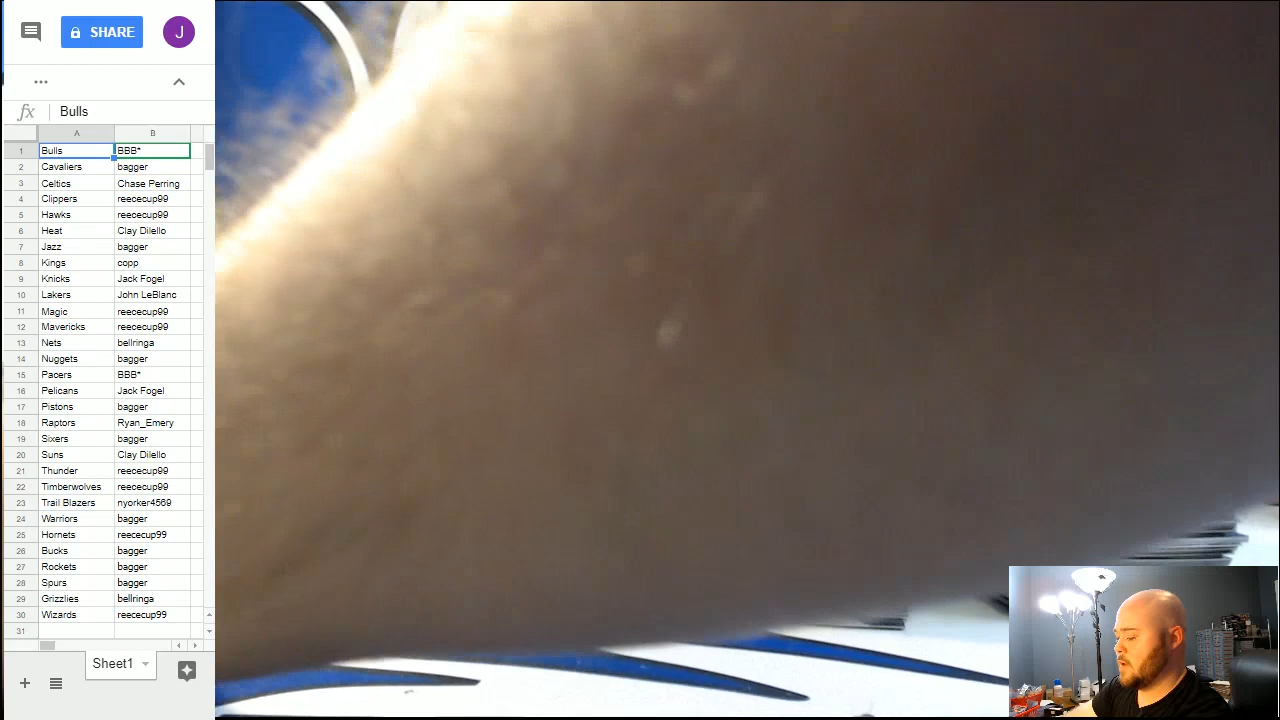 SHARE
J
...
fx Bulls
A B
1 Bulls BBB*
2 Cavaliers bagger
3 Celtics Chase Perring
4 Clippers reececup99
5 Hawks reececup99
6 Heat Clay Dilello
7 Jazz bagger
8 Kings copp
9 Knicks Jack Fogel
10 Lakers John LeBlanc
11 Magic reececup99
12 Mavericks reececup99
13 Nets bellringa
14 Nuggets bagger
15 Pacers BBB*
16 Pelicans Jack Fogel
17 Pistons bagger
18 Raptors Ryan_Emery
19 Sixers bagger
20 Suns Clay Dilello
21 Thunder reececup99
22 Timberwolves reececup99
23 Trail Blazers nyorker4569
24 Warriors bagger
25 Hornets reececup99
26 Bucks bagger
27 Rockets bagger
28 Spurs bagger
29 Grizzlies bellringa
30 Wizards reececup99
31
Sheet1